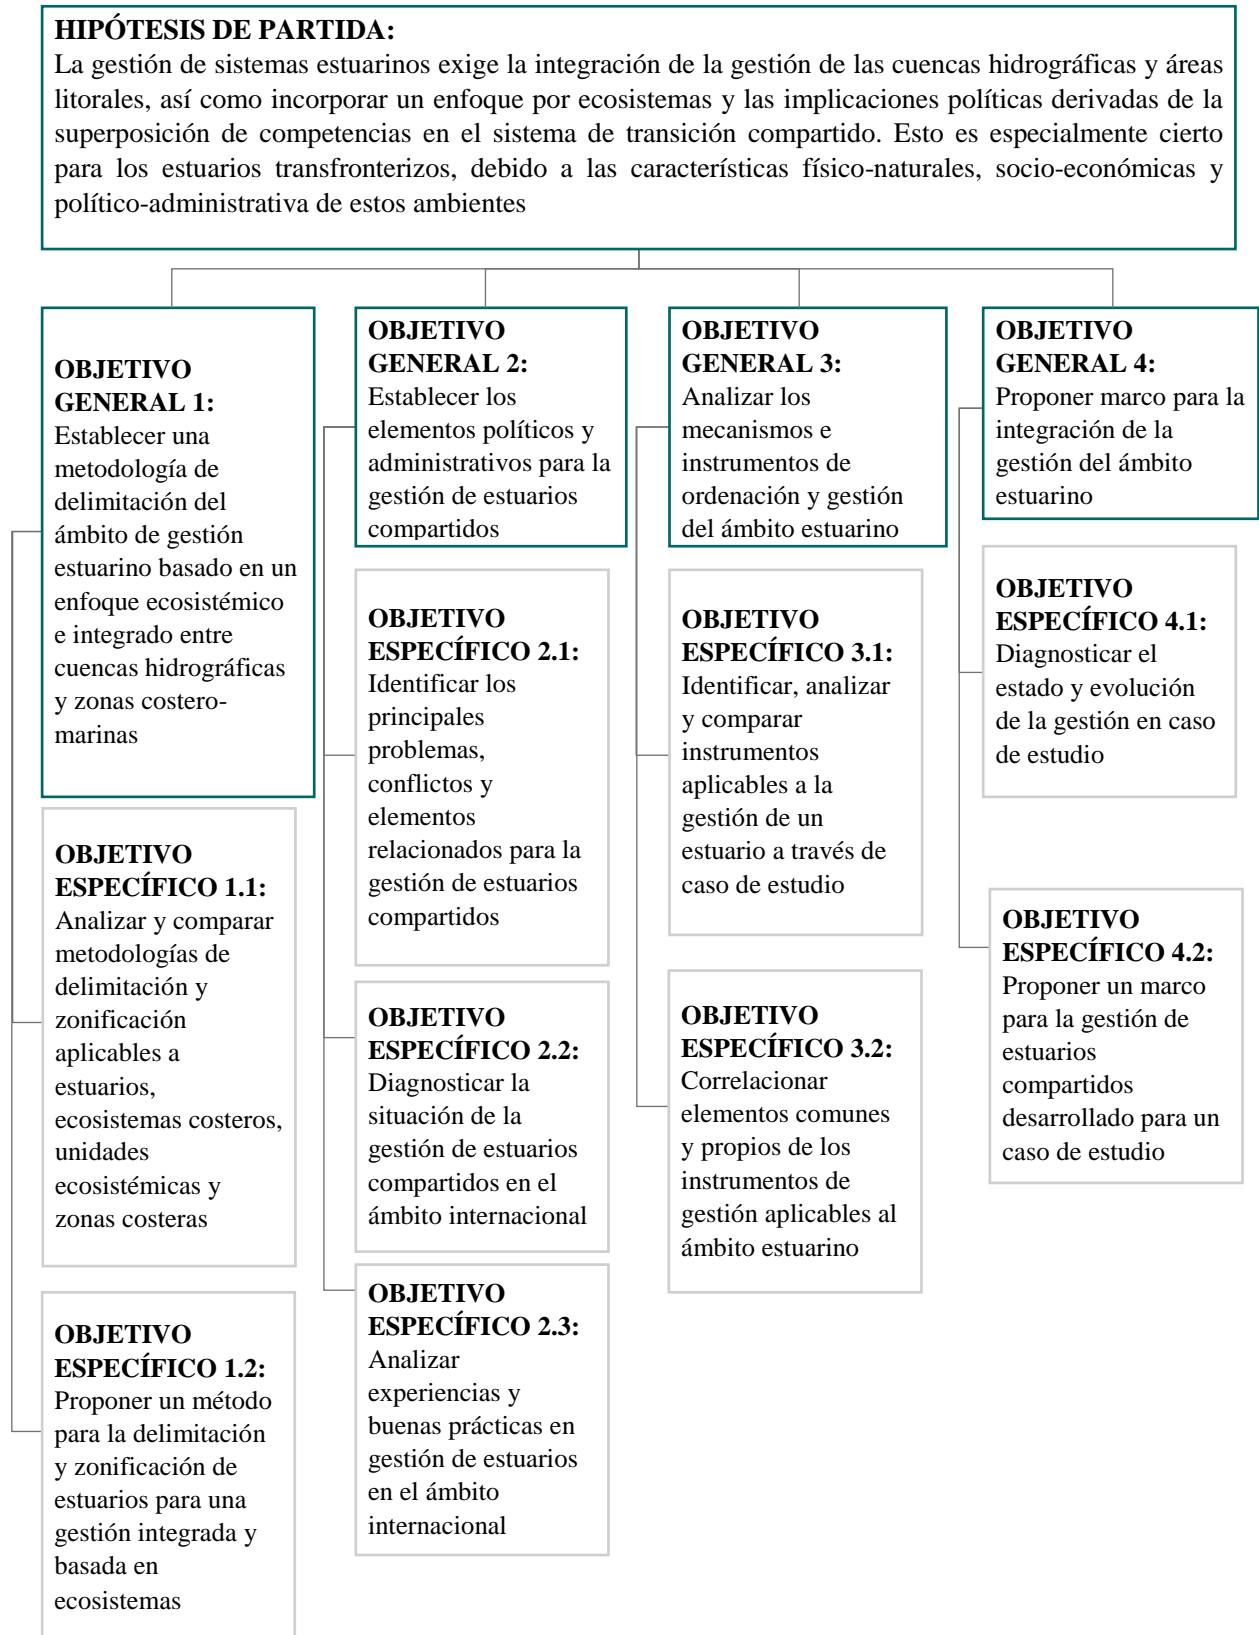 HIPÓTESIS DE PARTIDA:
La gestión de sistemas estuarinos exige la integración de la gestión de las cuencas hidrográficas y áreas
litorales, así como incorporar un enfoque por ecosistemas y las implicaciones políticas derivadas de la
superposición de competencias en el sistema de transición compartido. Esto es especialmente cierto
para los estuarios transfronterizos, debido a las características físico-naturales, socio-económicas y
político-administrativa de estos ambientes
OBJETIVO
GENERAL 1:
Establecer una
metodología de
delimitación del
ámbito de gestión
estuarino basado en un
enfoque ecosistémico
e integrado entre
cuencas hidrográficas
y zonas costero-
marinas
OBJETIVO
ESPECÍFICO 1.1:
Analizar y comparar
metodologías de
delimitación y
zonificación
aplicables a
estuarios,
ecosistemas costeros,
unidades
ecosistémicas y
zonas costeras
OBJETIVO
ESPECÍFICO 1.2:
Proponer un método
para la delimitación
y zonificación de
estuarios para una
gestión integrada y
basada en
ecosistemas
OBJETIVO
GENERAL 2:
Establecer los
elementos políticos y
administrativos para la
gestión de estuarios
compartidos
OBJETIVO
ESPECÍFICO 2.1:
Identificar los
principales
problemas,
conflictos y
elementos
relacionados para la
gestión de estuarios
compartidos
OBJETIVO
ESPECÍFICO 2.2:
Diagnosticar la
situación de la
gestión de estuarios
compartidos en el
ámbito internacional
OBJETIVO
ESPECÍFICO 2.3:
Analizar
experiencias y
buenas prácticas en
gestión de estuarios
en el ámbito
internacional
OBJETIVO
GENERAL 3:
Analizar los
mecanismos e
instrumentos de
ordenación y gestión
del ámbito estuarino
OBJETIVO
ESPECÍFICO 3.1:
Identificar, analizar
y comparar
instrumentos
aplicables a la
gestión de un
estuario a través de
caso de estudio
OBJETIVO
ESPECÍFICO 3.2:
Correlacionar
elementos comunes
y propios de los
instrumentos de
gestión aplicables al
ámbito estuarino
OBJETIVO
GENERAL 4:
Proponer marco para la
integración de la
gestión del ámbito
estuarino
OBJETIVO
ESPECÍFICO 4.1:
Diagnosticar el
estado y evolución
de la gestión en caso
de estudio
OBJETIVO
ESPECÍFICO 4.2:
Proponer un marco
para la gestión de
estuarios
compartidos
desarrollado para un
caso de estudio